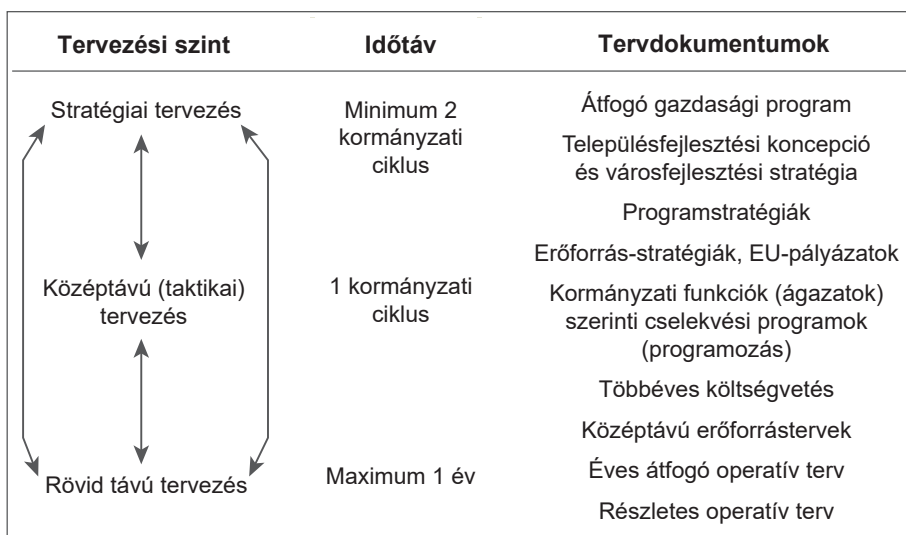 Tervezési szint
Időtáv
Tervdokumentumok
Stratégiai tervezés
Minimum 2
kormányzati
ciklus
Átfogó gazdasági program
Településfejlesztési koncepció
és városfejlesztési stratégia
Programstratégiák
Erőforrás-stratégiák, EU-pályázatok
Középtávú (taktikai)
tervezés
1 kormányzati
ciklus
Kormányzati funkciók (ágazatok)
szerinti cselekvési programok
(programozás)
Többéves költségvetés
Középtávú erőforrástervek
Rövid távú tervezés
Maximum 1 év
Éves átfogó operatív terv
Részletes operatív terv